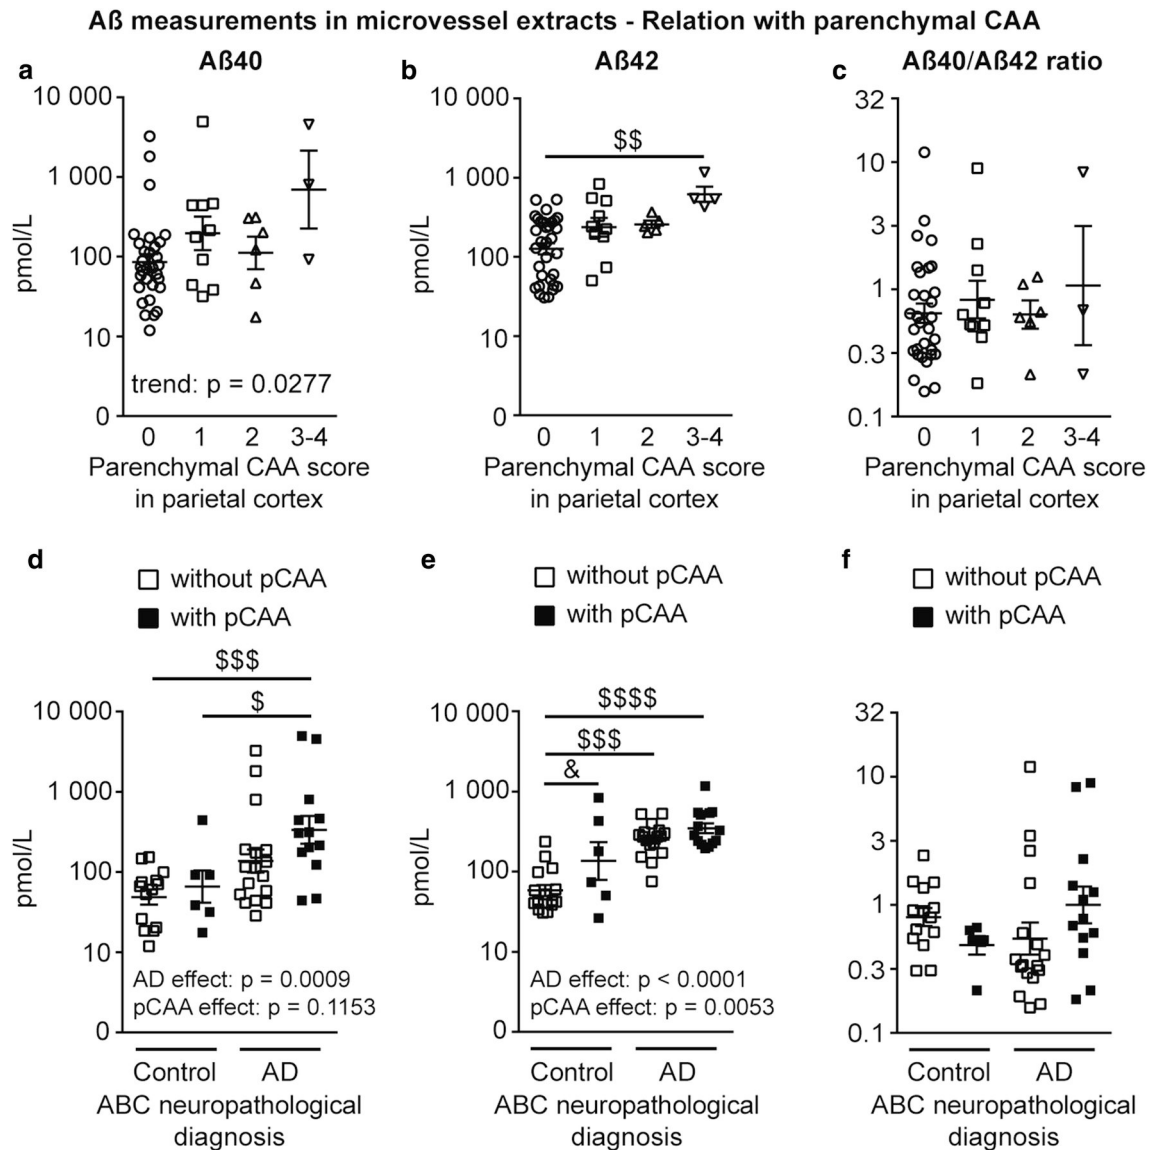 Aß measurements in microvessel extracts - Relation with parenchymal CAA
a
Aß40
10 000
1 000
100
10
0
pmol/L
trend: p = 0.0277
0 1 2 3-4
Parenchymal CAA score
in parietal cortex
b
Aß42
10 000
1 000
100
10
0
pmol/L
$$
0 1 2 3-4
Parenchymal CAA score
in parietal cortex
c
Aß40/Aß42 ratio
32
10
3
1
0.3
0.1
0 1 2 3-4
Parenchymal CAA score
in parietal cortex
d
without pCAA
with pCAA
$$$
$
10 000
1 000
100
10
0
pmol/L
AD effect: p = 0.0009
pCAA effect: p = 0.1153
Control AD
ABC neuropathological
diagnosis
e
without pCAA
with pCAA
$$$$
$$$
&
10 000
1 000
100
10
0
pmol/L
AD effect: p < 0.0001
pCAA effect: p = 0.0053
Control AD
ABC neuropathological
diagnosis
f
without pCAA
with pCAA
32
10
3
1
0.3
0.1
Control AD
ABC neuropathological
diagnosis